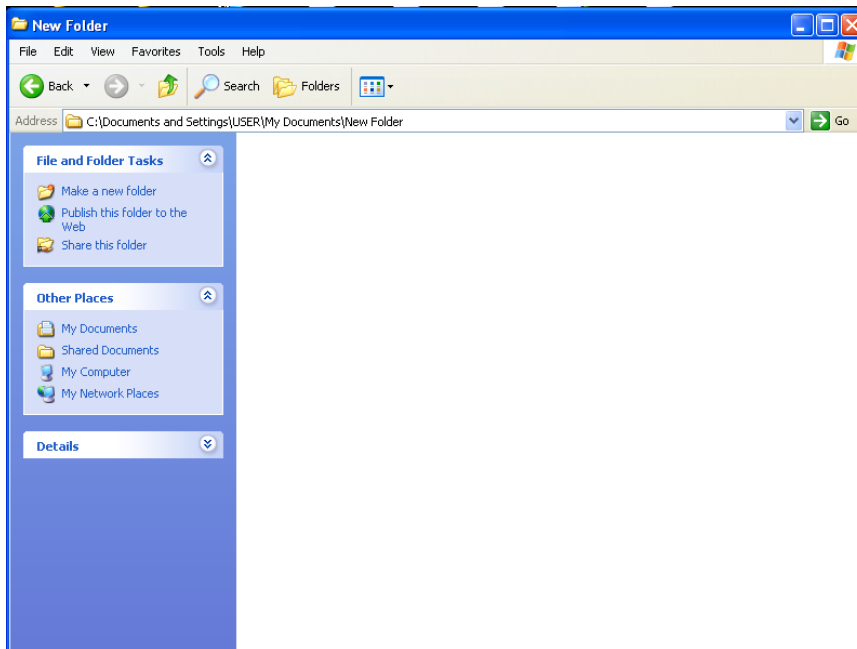 New Folder
File Edit View Favorites Tools Help
Back Search Folders
Address C:\Documents and Settings\USER\My Documents\New Folder Go
File and Folder Tasks
Make a new folder
Publish this folder to the
Web
Share this folder
Other Places
My Documents
Shared Documents
My Computer
My Network Places
Details